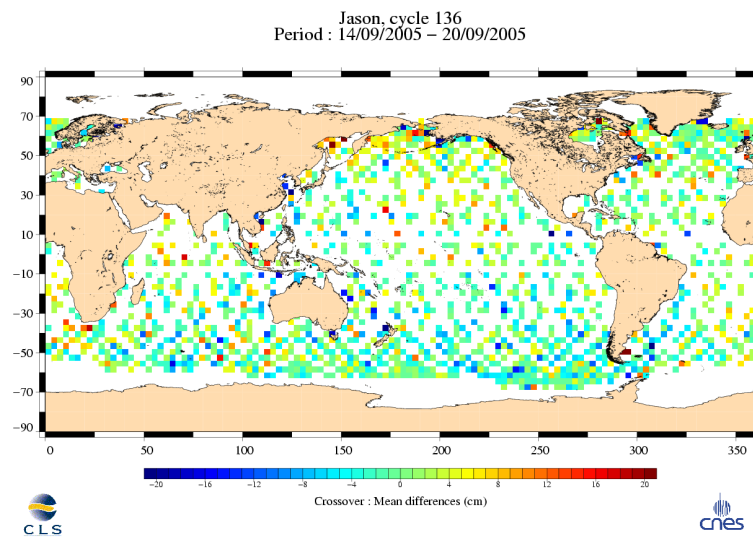 Jason, cycle 136
Period : 14/09/2005 − 20/09/2005
90
70
50
30
10
−10
−30
−50
−70
−90
0 50 100 150 200 250 300 350
−20 −16 −12 −8 −4 0 4 8 12 16 20
Crossover : Mean differences (cm)
CLS
cnes